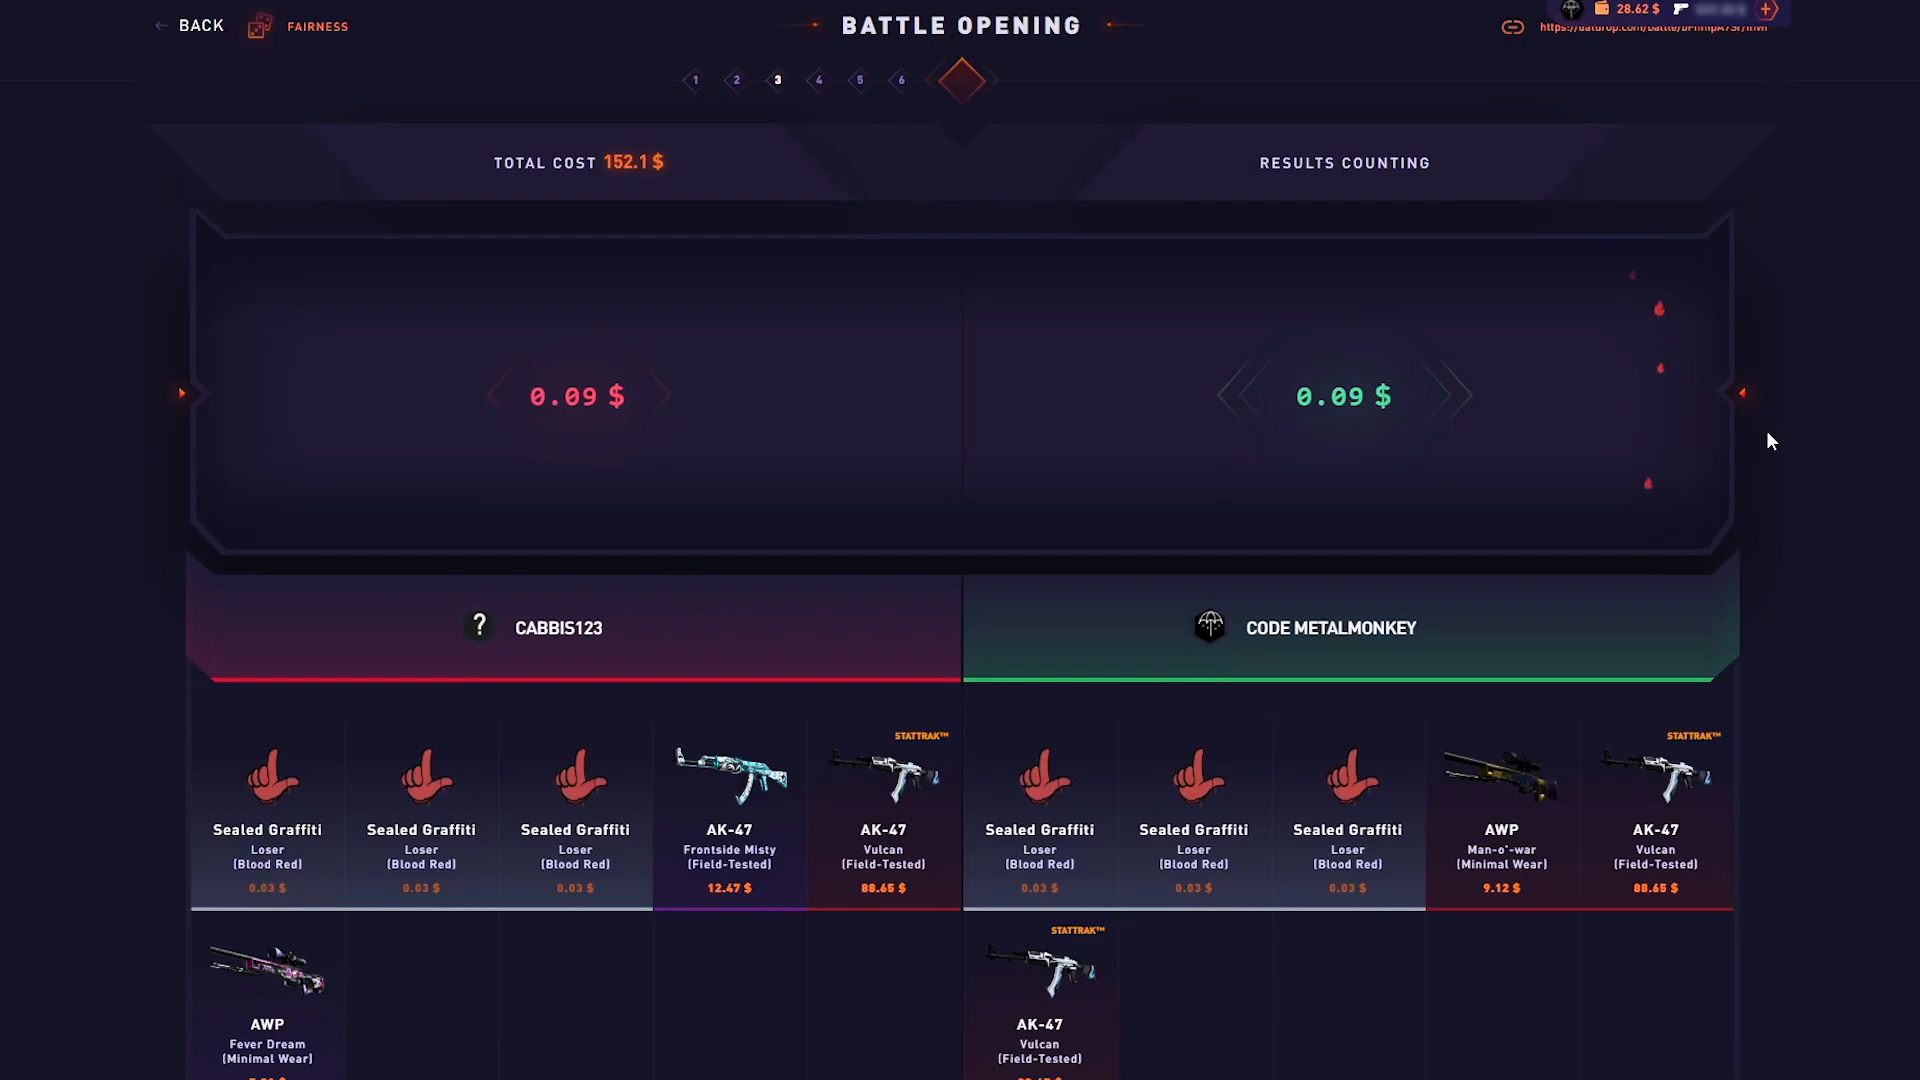 BACK
FAIRNESS
BATTLE OPENING
28.62 $
1
2
3
4
5
6
TOTAL COST 152.1 $
RESULTS COUNTING
0.09 $
0.09 $
? CABBIS123
CODE METALMONKEY
STATTRAK™
STATTRAK™
Sealed Graffiti
Loser
(Blood Red)
0.03 $
Sealed Graffiti
Loser
(Blood Red)
0.03 $
Sealed Graffiti
Loser
(Blood Red)
0.03 $
AK-47
Frontside Misty
(Field-Tested)
12.47 $
AK-47
Vulcan
(Field-Tested)
88.65 $
Sealed Graffiti
Loser
(Blood Red)
0.03 $
Sealed Graffiti
Loser
(Blood Red)
0.03 $
Sealed Graffiti
Loser
(Blood Red)
0.03 $
AWP
Man-o'-war
(Minimal Wear)
9.12 $
AK-47
Vulcan
(Field-Tested)
88.65 $
STATTRAK™
AWP
Fever Dream
(Minimal Wear)
AK-47
Vulcan
(Field-Tested)